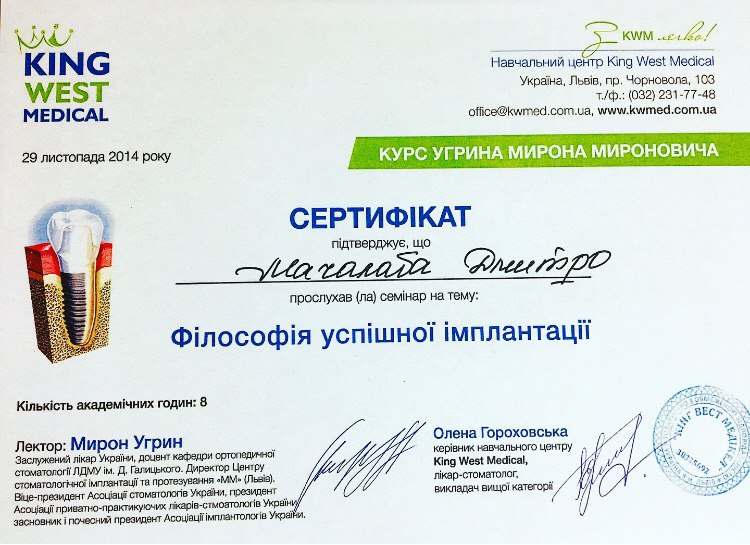 KING
WEST
MEDICAL
KWM легко!
Навчальний центр King West Medical
Україна, Львів, пр. Чорновола, 103
т./ф.: (032) 231-77-48
office@kwmed.com.ua, www.kwmed.com.ua
29 листопада 2014 року
КУРС УГРИНА МИРОНА МИРОНОВИЧА
СЕРТИФІКАТ
підтверджує, що
Махалаба Дмитро
прослухав (ла) семінар на тему:
Філософія успішної імплантації
Кількість академічних годин: 8
Лектор: Мирон Угрин
Заслужений лікар України, доцент кафедри ортопедичної
стоматології ЛДМУ ім. Д. Галицького. Директор Центру
стоматологічної імплантації та протезування «ММ» (Львів).
Віце-президент Асоціації стоматологів України, президент
Асоціації приватно-практикуючих лікарів-стмоатологів України,
засновник і почесний президент Асоціації імплантологів України.
Олена Гороховська
керівник навчального центру
King West Medical,
лікар-стоматолог,
викладач вищої категорії
КІНГ ВЕСТ МЕДІКЕЛ